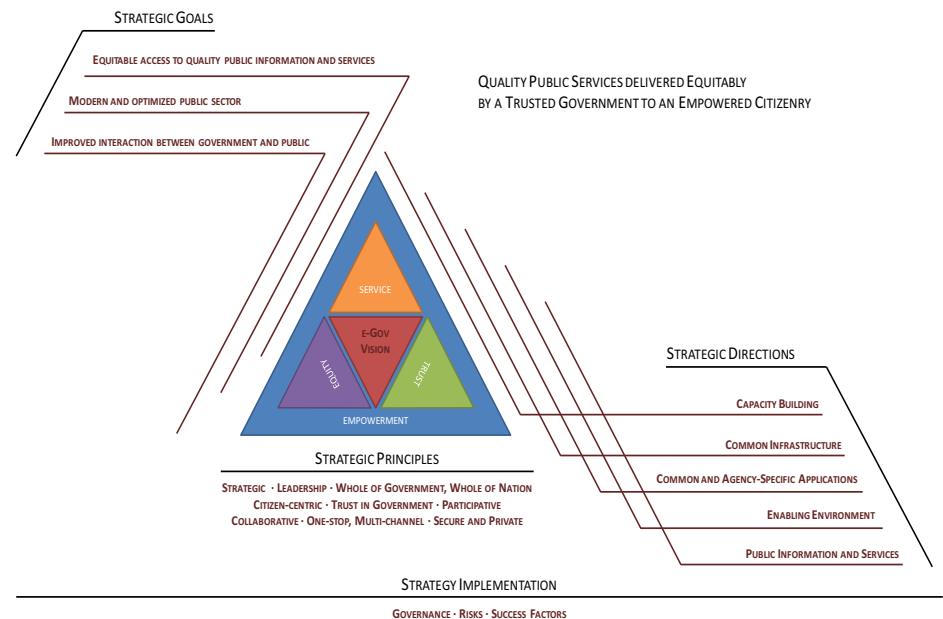 Strategic Goals
Equitable access to quality public information and services
Modern and optimized public sector
Improved interaction between government and public
Quality Public Services delivered Equitably
by a Trusted Government to an Empowered Citizenry
SERVICE
e-Gov
Vision
EQUITY
TRUST
EMPOWERMENT
Strategic Directions
Capacity Building
Common Infrastructure
Common and Agency-Specific Applications
Enabling Environment
Public Information and Services
Strategic Principles
Strategic · Leadership · Whole of Government, Whole of Nation
Citizen-centric · Trust in Government · Participative
Collaborative · One-stop, Multi-channel · Secure and Private
Strategy Implementation
Governance · Risks · Success Factors